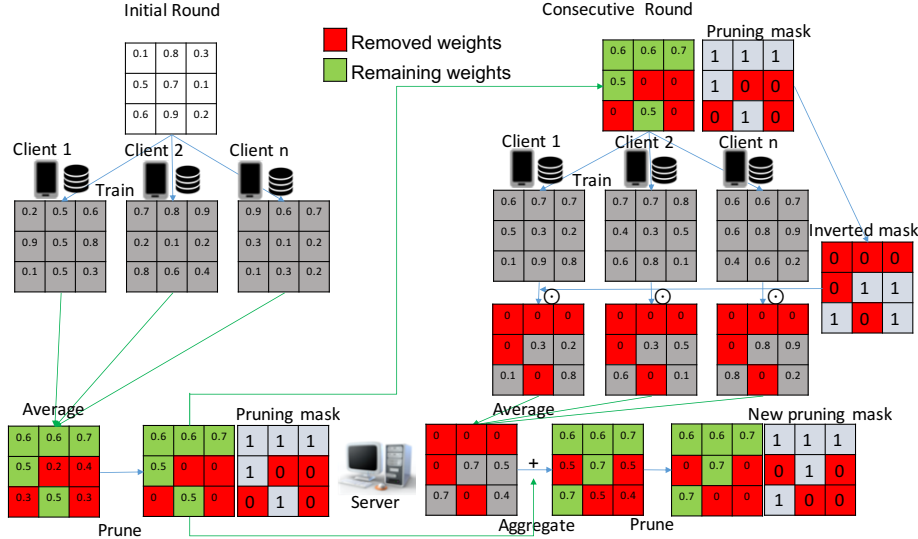 Initial Round
Consecutive Round
0.1 0.8 0.3
0.5 0.7 0.1
0.6 0.9 0.2
Removed weights
Remaining weights
0.6 0.6 0.7
0.5 0 0
0 0.5 0
Pruning mask
1 1 1
1 0 0
0 1 0
Client 1
Client 2
Client n
Train
0.2 0.5 0.6
0.9 0.5 0.8
0.1 0.5 0.3
0.7 0.8 0.9
0.2 0.1 0.2
0.8 0.6 0.4
0.9 0.6 0.7
0.3 0.1 0.2
0.1 0.3 0.2
Client 1
Client 2
Client n
Train
0.6 0.7 0.7
0.5 0.3 0.2
0.1 0.9 0.8
0.7 0.7 0.8
0.4 0.3 0.5
0.6 0.8 0.1
0.6 0.6 0.7
0.6 0.8 0.9
0.4 0.6 0.2
Inverted mask
0 0 0
0 1 1
1 0 1
0 0 0
0 0.3 0.2
0.1 0 0.8
0 0 0
0 0.3 0.5
0.6 0 0.1
0 0 0
0 0.8 0.9
0.8 0 0.2
Average
0.6 0.6 0.7
0.5 0.2 0.4
0.3 0.5 0.3
Prune
0.6 0.6 0.7
0.5 0 0
0 0.5 0
Pruning mask
1 1 1
1 0 0
0 1 0
Server
Average
0 0 0
0 0.7 0.5
0.7 0 0.4
+
Aggregate
0.6 0.6 0.7
0.5 0.7 0.5
0.7 0.5 0.4
Prune
0.6 0.6 0.7
0 0.7 0
0.7 0 0
New pruning mask
1 1 1
0 1 0
1 0 0